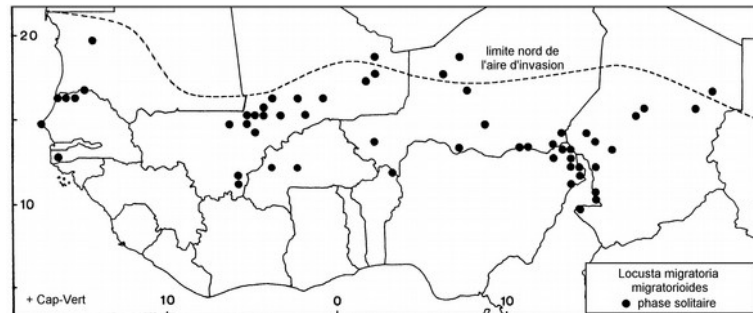 20
limite nord de
l'aire d'invasion
10
+ Cap-Vert
10
0
10
Locusta migratoria
migratorioides
● phase solitaire